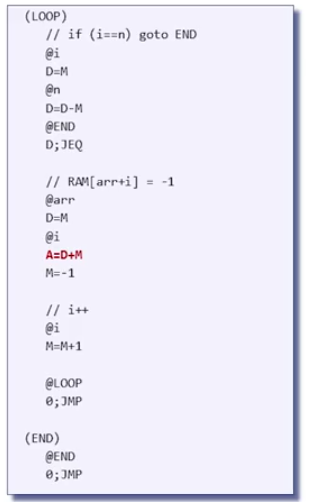 (LOOP)
// if (i==n) goto END
@i
D=M
@n
D=D-M
@END
D;JEQ
// RAM[arr+i] = -1
@arr
D=M
@i
A=D+M
M=-1
// i++
@i
M=M+1
@LOOP
0;JMP
(END)
@END
0;JMP